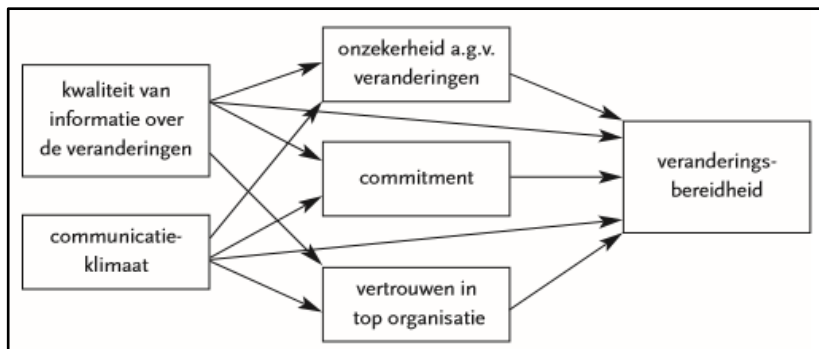 kwaliteit van
informatie over
de veranderingen
communicatie-
klimaat
onzekerheid a.g.v.
veranderingen
commitment
vertrouwen in
top organisatie
veranderings-
bereidheid